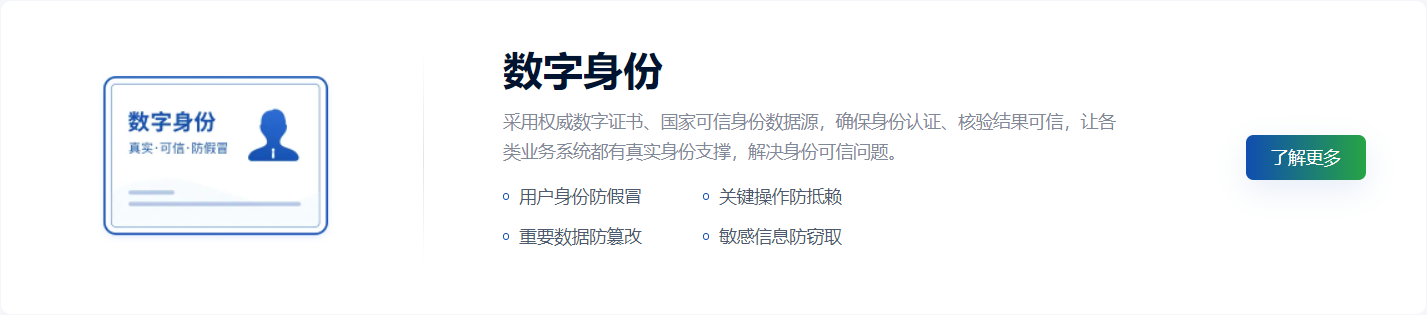 数字身份
真实·可信·防假冒
数字身份
采用权威数字证书、国家可信身份数据源，确保身份认证、核验结果可信，让各
类业务系统都有真实身份支撑，解决身份可信问题。
用户身份防假冒
关键操作防抵赖
重要数据防篡改
敏感信息防窃取
了解更多